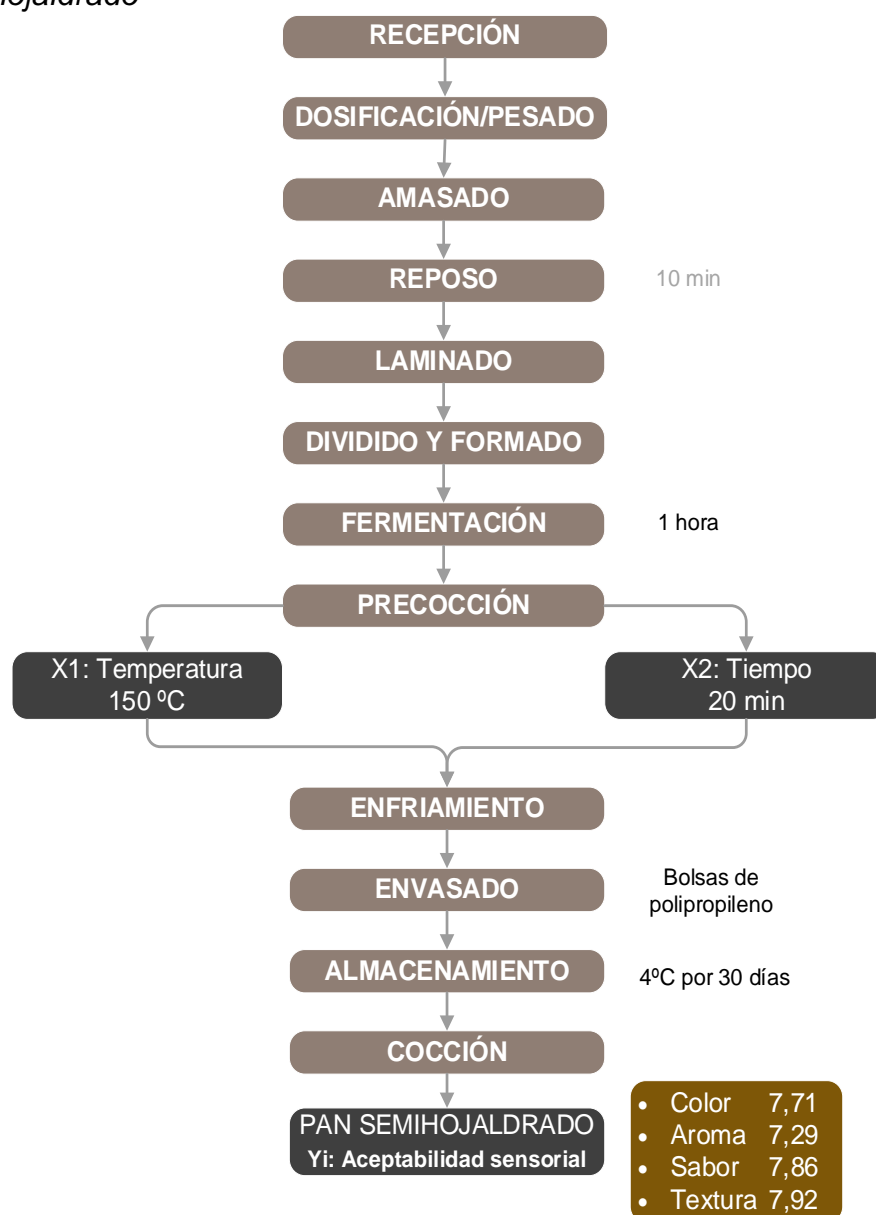 RECEPCIÓN
DOSIFICACIÓN/PESADO
AMASADO
REPOSO
10 min
LAMINADO
DIVIDIDO Y FORMADO
FERMENTACIÓN
1 hora
PRECOCCIÓN
X1: Temperatura
150 ºC
X2: Tiempo
20 min
ENFRIAMIENTO
ENVASADO
Bolsas de
polipropileno
ALMACENAMIENTO
4ºC por 30 días
COCCIÓN
PAN SEMIHOJALDRADO
Yi: Aceptabilidad sensorial
• Color 7,71
• Aroma 7,29
• Sabor 7,86
• Textura 7,92